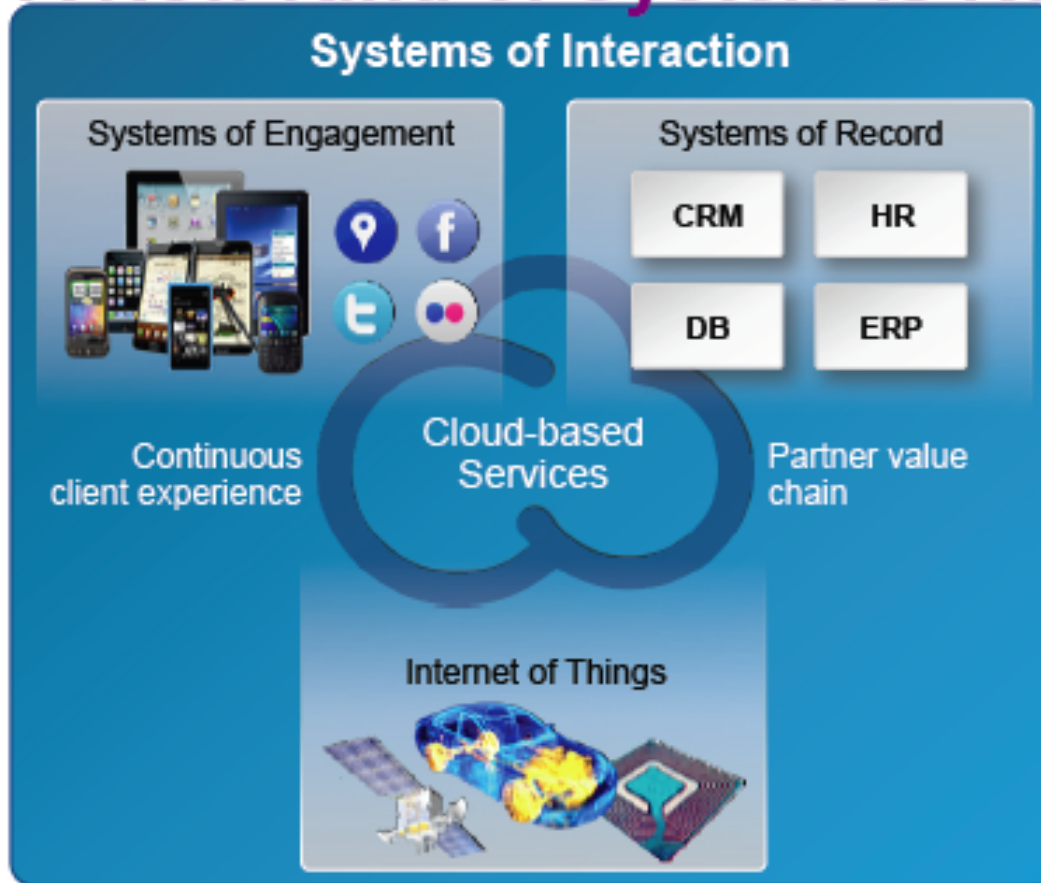 Systems of Interaction
Systems of Engagement
Systems of Record
CRM
HR
DB
ERP
Cloud-based
Services
Continuous
client experience
Partner value
chain
Internet of Things